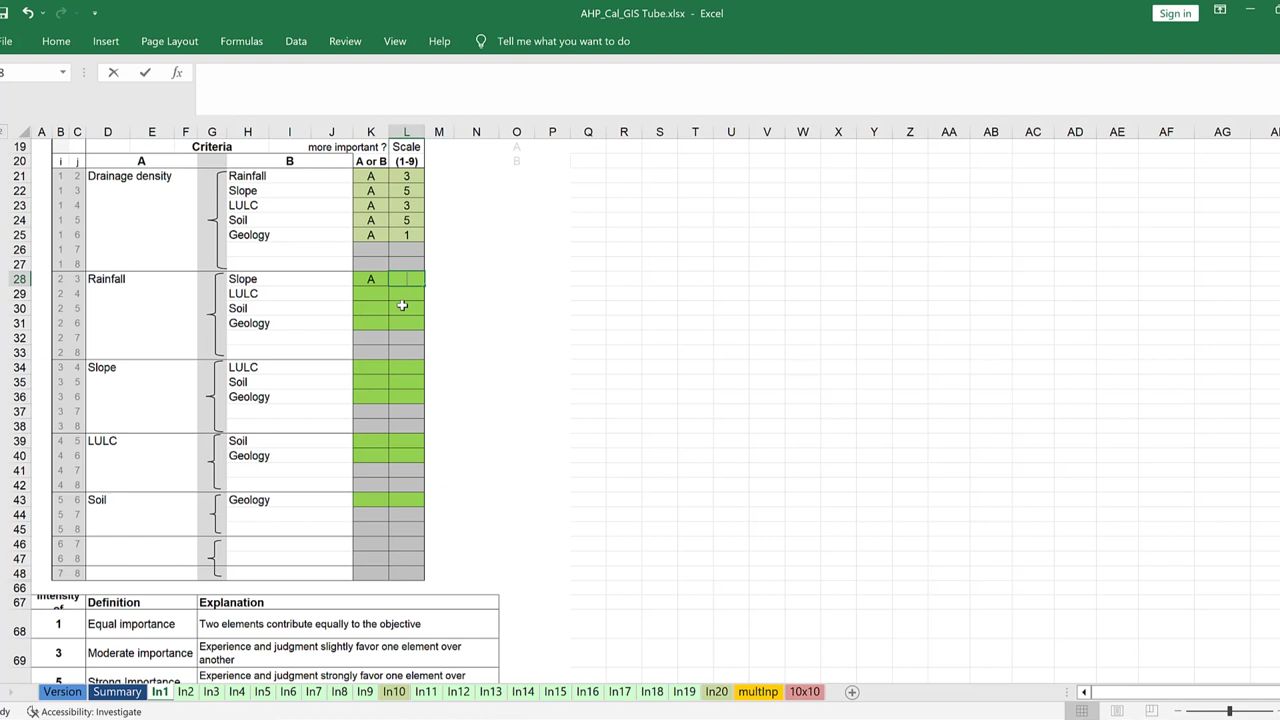 AHP_Cal_GIS Tube.xlsx - Excel
Sign in
File Home Insert Page Layout Formulas Data Review View Help Tell me what you want to do
8 fx
A B C D E F G H I J K L M N O P Q R S T U V W X Y Z AA AB AC AD AE AF AG AH
19 Criteria more important ? Scale A
20 i j A B A or B (1-9) B
21 1 2 Drainage density Rainfall A 3
22 1 3 Slope A 5
23 1 4 LULC A 3
24 1 5 Soil A 5
25 1 6 Geology A 1
26 1 7
27 1 8
28 2 3 Rainfall Slope A
29 2 4 LULC
30 2 5 Soil
31 2 6 Geology
32 2 7
33 2 8
34 3 4 Slope LULC
35 3 5 Soil
36 3 6 Geology
37 3 7
38 3 8
39 4 5 LULC Soil
40 4 6 Geology
41 4 7
42 4 8
43 5 6 Soil Geology
44 5 7
45 5 8
46 6 7
47 6 8
48 7 8
66
67 Intensity of Definition Explanation
68 1 Equal importance Two elements contribute equally to the objective
69 3 Moderate importance Experience and judgment slightly favor one element over
another
5 Strong Importance Experience and judgment strongly favor one element over
Version Summary In1 In2 In3 In4 In5 In6 In7 In8 In9 In10 In11 In12 In13 In14 In15 In16 In17 In18 In19 In20 multInp 10x10
Accessibility: Investigate